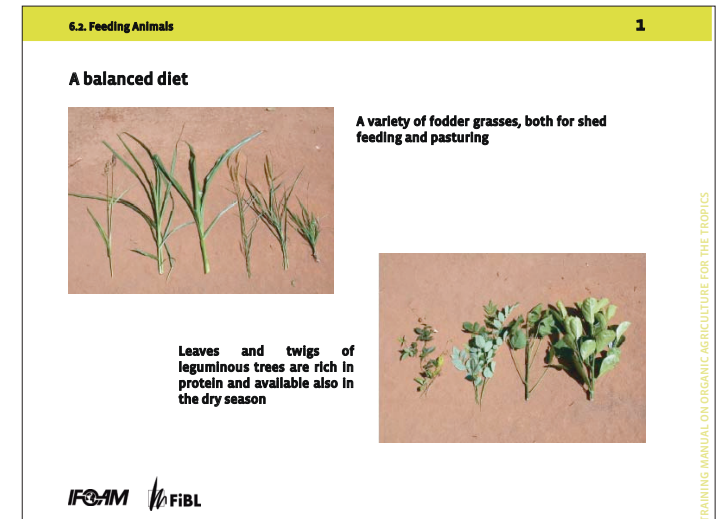 6.2. Feeding Animals
1
A balanced diet
A variety of fodder grasses, both for shed
feeding and pasturing
Leaves and twigs of
leguminous trees are rich in
protein and available also in
the dry season
TRAINING MANUAL ON ORGANIC AGRICULTURE FOR THE TROPICS
IFOAM
FiBL